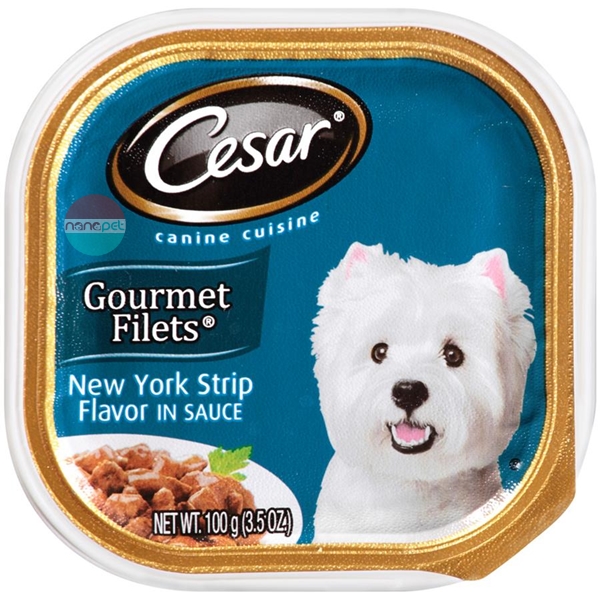 Cesar®
canine cuisine
nanopet
Gourmet
Filets®
New York Strip
Flavor IN SAUCE
NET WT. 100 g (3.5 OZ.)